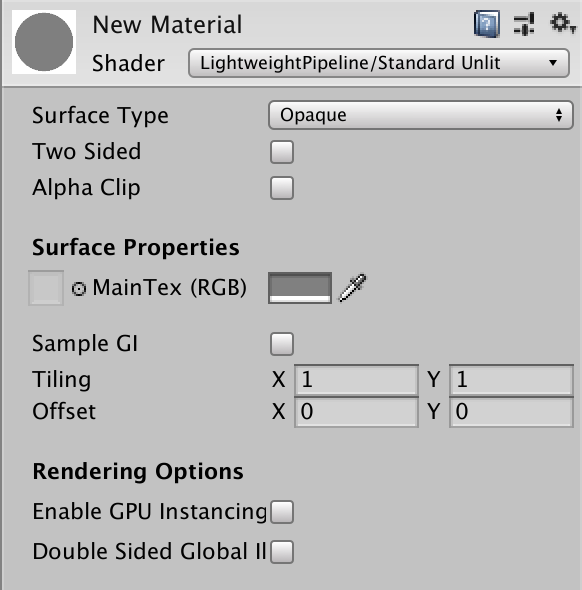 New Material
Shader LightweightPipeline/Standard Unlit
Surface Type Opaque
Two Sided
Alpha Clip
Surface Properties
MainTex (RGB)
Sample GI
Tiling X 1 Y 1
Offset X 0 Y 0
Rendering Options
Enable GPU Instancing
Double Sided Global Il